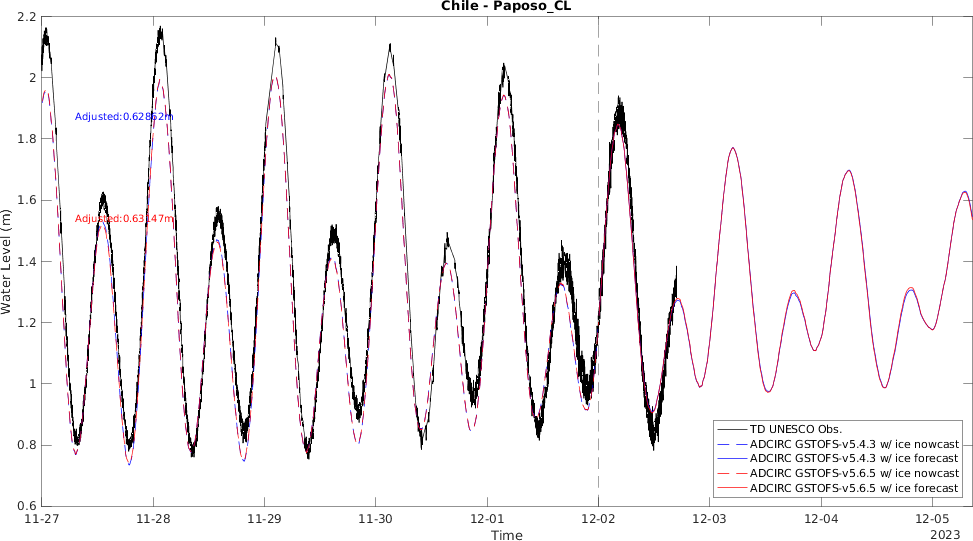 Chile - Paposo_CL
2.2
2
1.8
1.6
1.4
1.2
1
0.8
0.6
Water Level (m)
Adjusted:0.62852m
Adjusted:0.63147m
TD UNESCO Obs.
ADCIRC GSTOFS-v5.4.3 w/ ice nowcast
ADCIRC GSTOFS-v5.4.3 w/ ice forecast
ADCIRC GSTOFS-v5.6.5 w/ ice nowcast
ADCIRC GSTOFS-v5.6.5 w/ ice forecast
11-27 11-28 11-29 11-30 12-01 12-02 12-03 12-04 12-05
Time
2023